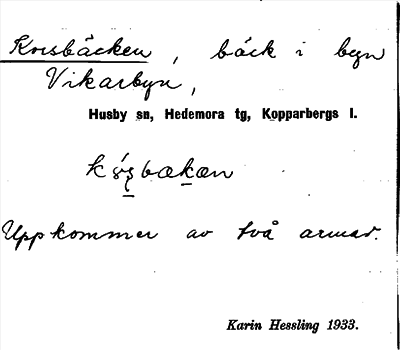 Korsbäcken, bäck i byn
Vikarbyn,
Husby sn, Hedemora tg, Kopparbergs l.
Uppkommer av två armar.
Karin Hessling 1933.